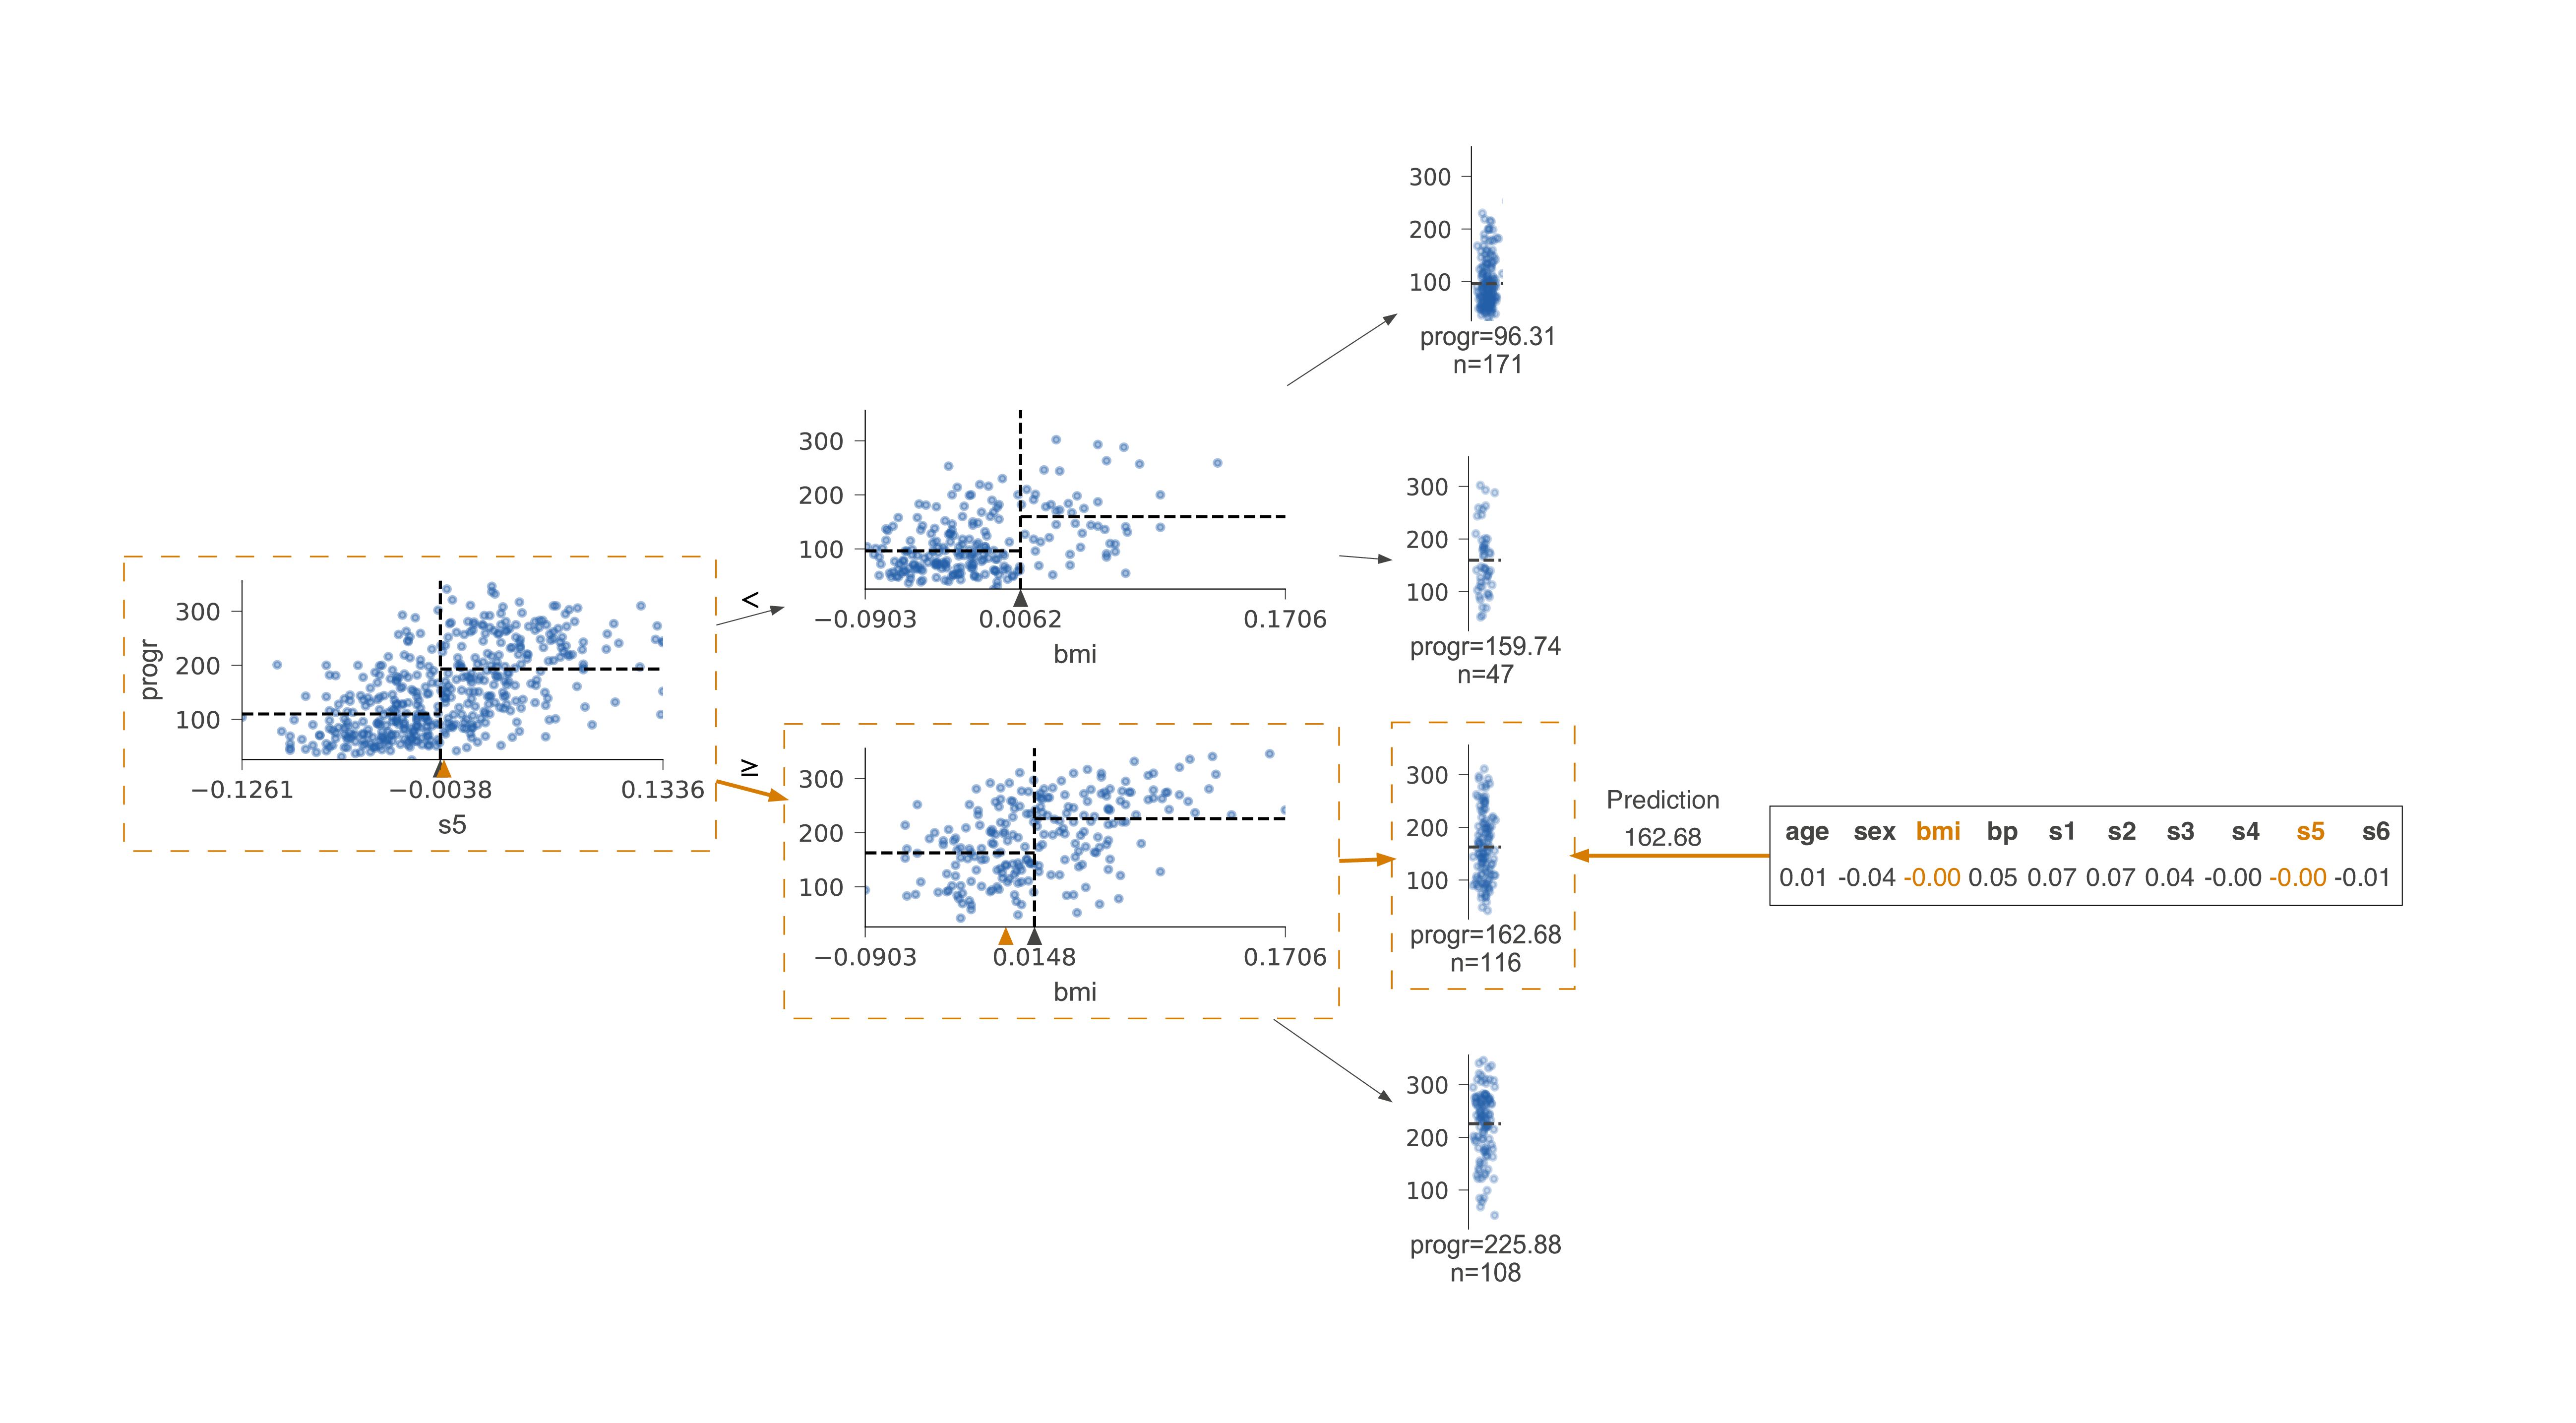 300
200
100
progr=96.31
n=171
300
200
100
−0.0903 0.0062 0.1706
bmi
300
200
100
progr=159.74
n=47
progr
300
200
100
−0.1261 −0.0038 0.1336
s5
<
≥
300
200
100
−0.0903 0.0148 0.1706
bmi
300
200
100
progr=162.68
n=116
Prediction
162.68
age sex bmi bp s1 s2 s3 s4 s5 s6
0.01 -0.04 -0.00 0.05 0.07 0.07 0.04 -0.00 -0.00 -0.01
300
200
100
progr=225.88
n=108